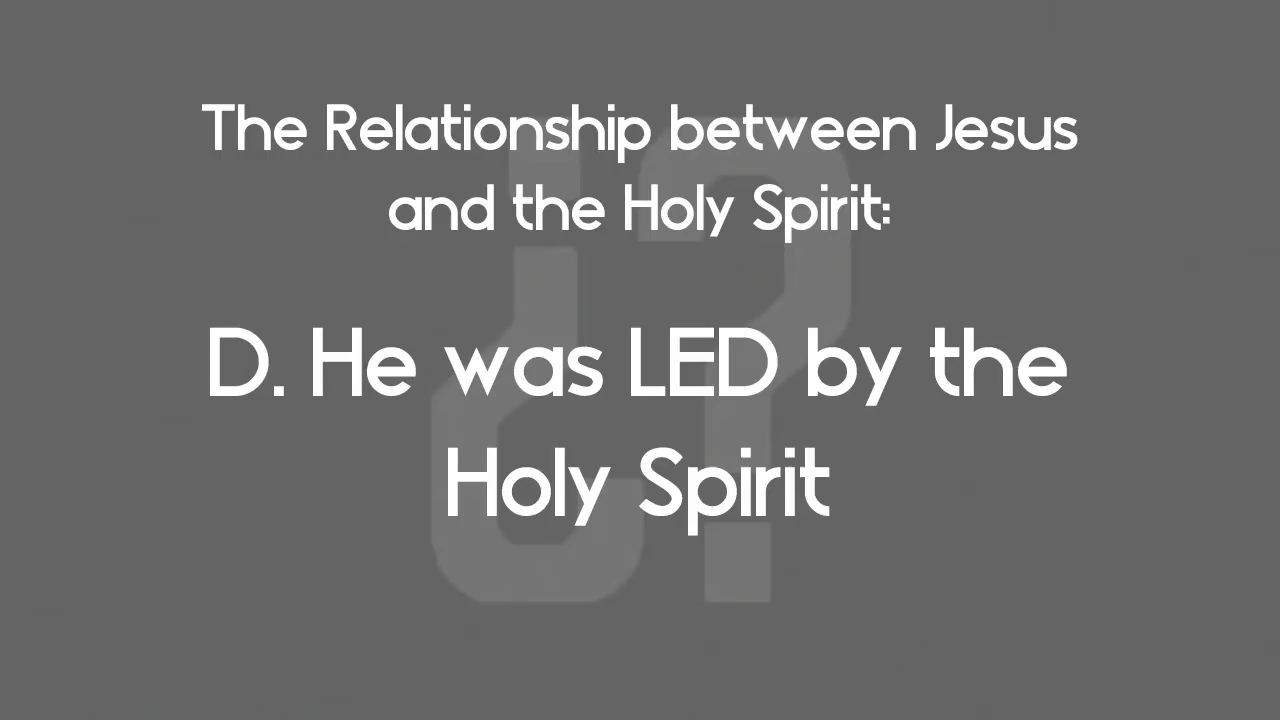 The Relationship between Jesus
and the Holy Spirit:
D. He was LED by the
Holy Spirit